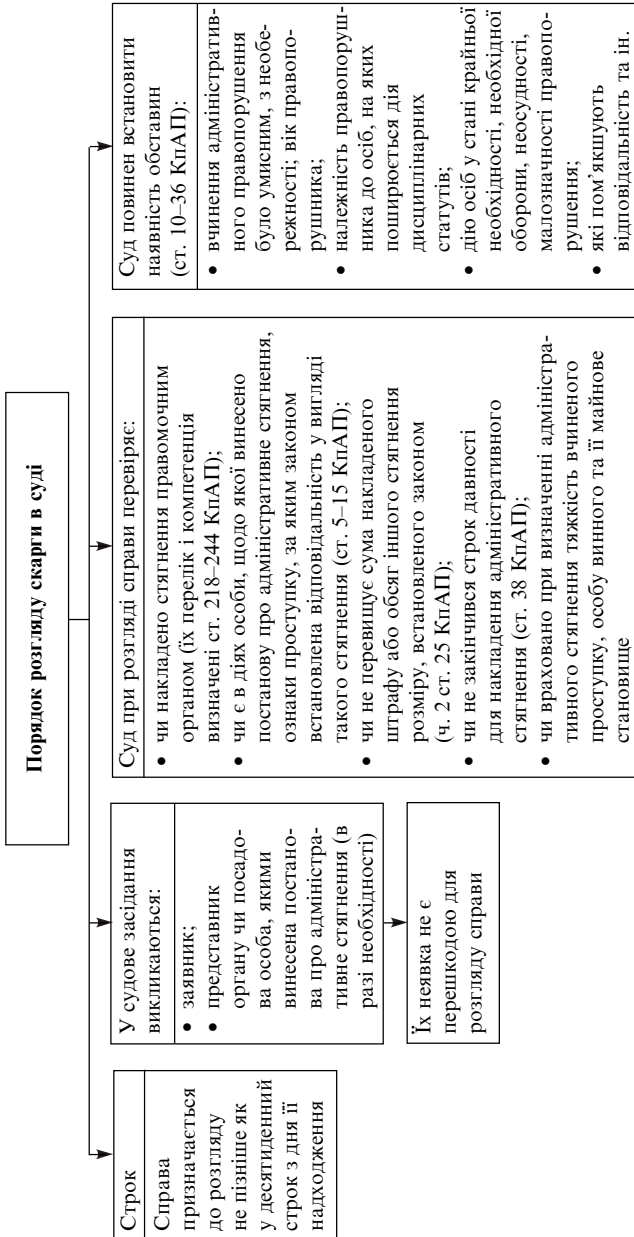 Порядок розгляду скарги в суді
Строк
Справа
призначається
до розгляду
не пізніше як
у десятиденний
строк з дня її
надходження
У судове засідання
викликаються:
• заявник;
• представник
органу чи посадо-
ва особа, якими
винесена постано-
ва про адміністра-
тивне стягнення (в
разі необхідності)
Їх неявка не є
перешкодою для
розгляду справи
Суд при розгляді справи перевіряє:
• чи накладено стягнення правомочним
органом (їх перелік і компетенція
визначені ст. 218–244 КпАП);
• чи є в діях особи, щодо якої винесено
постанову про адміністративне стягнення,
ознаки проступку, за яким законом
встановлена відповідальність у вигляді
такого стягнення (ст. 5–15 КпАП);
• чи не перевищує сума накладеного
штрафу або обсяг іншого стягнення
розміру, встановленого законом
(ч. 2 ст. 25 КпАП);
• чи не закінчився строк давності
для накладення адміністративного
стягнення (ст. 38 КпАП);
• чи враховано при визначенні адміністра-
тивного стягнення тяжкість вчиненого
проступку, особу винного та її майнове
становище
Суд повинен встановити
наявність обставин
(ст. 10–36 КпАП):
• вчинення адміністратив-
ного правопорушення
було умисним, з необе-
режності; вік правопо-
рушника;
• належність правопоруш-
ника до осіб, на яких
поширюється дія
дисциплінарних
статутів;
• дію осіб у стані крайньої
необхідності, необхідної
оборони, неосудності,
малозначності правопо-
рушення;
• які пом’якшують
відповідальність та ін.